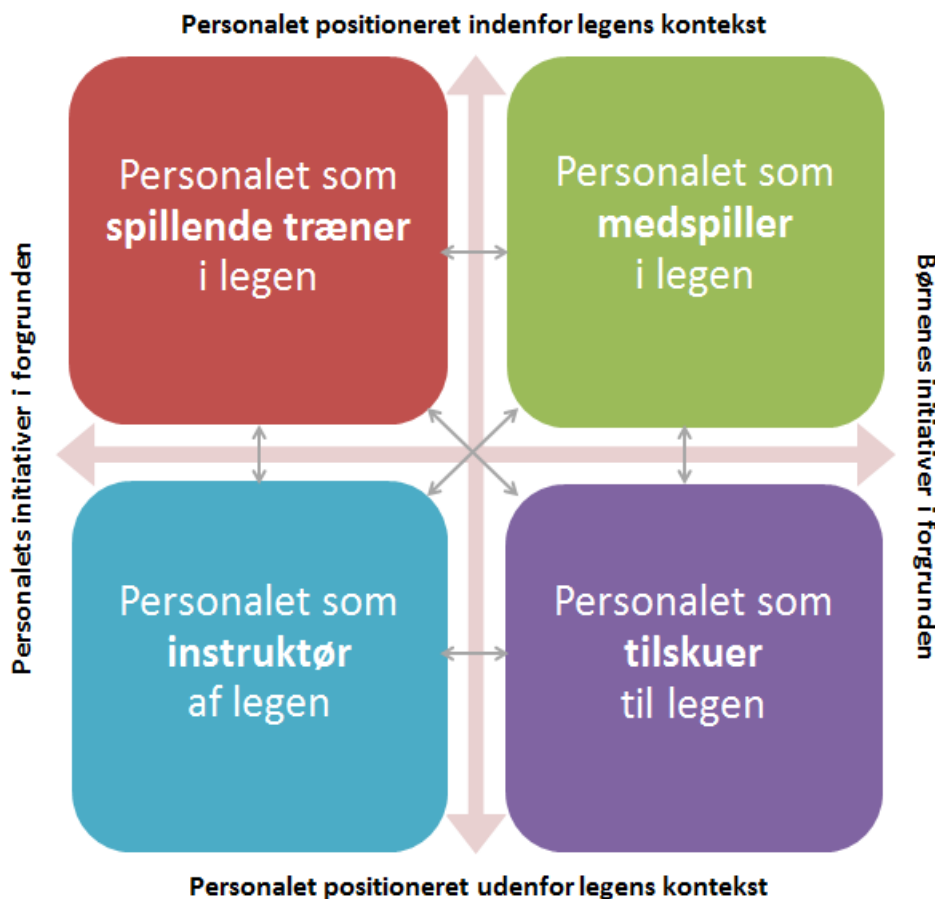 Personalet positioneret indenfor legens kontekst
Personalet som
spillende træner
i legen
Personalet som
medspiller
i legen
Personalets initiativer i forgrunden
Børnenes initiativer i forgrunden
Personalet som
instruktør
af legen
Personalet som
tilskuer
til legen
Personalet positioneret udenfor legens kontekst